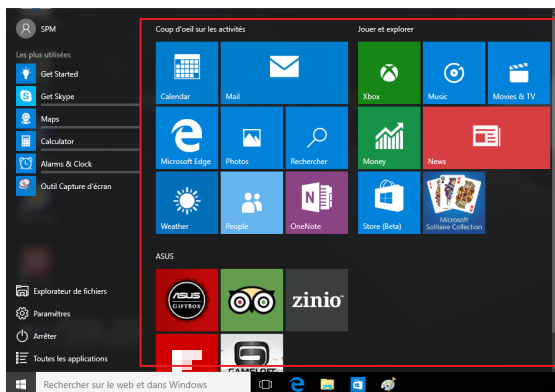 SPM
Les plus utilisées
Get Started
Get Skype
Maps
Calculator
Alarms & Clock
Outil Capture d'écran
Explorateur de fichiers
Paramètres
Arrêter
Toutes les applications
Coup d'oeil sur les activités
Calendar
Mail
Microsoft Edge
Photos
Rechercher
Weather
People
OneNote
Jouer et explorer
Xbox
Music
Movies & TV
Money
News
Store (Beta)
Microsoft
Solitaire Collection
ASUS
ASUS
GIFTBOX
zinio
GAMELOFT
Rechercher sur le web et dans Windows